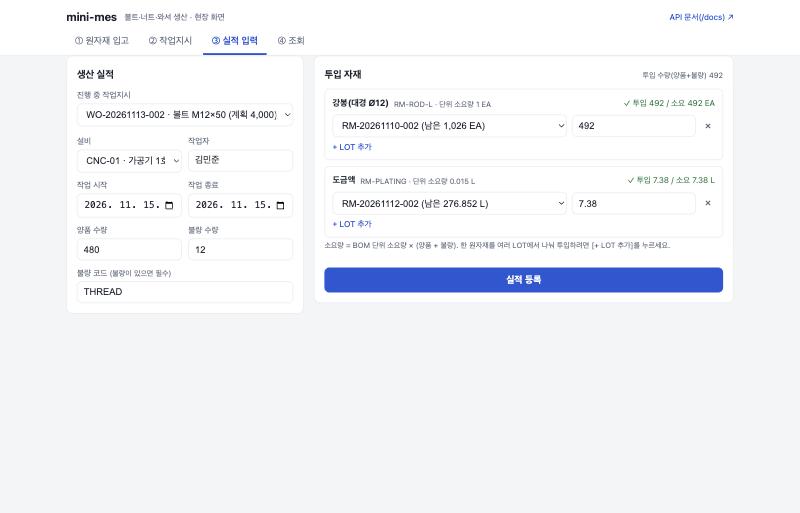 mini-mes 볼트·너트·와셔 생산 · 현장 화면
API 문서(/docs) ↗
① 원자재 입고 ② 작업지시 ③ 실적 입력 ④ 조회
생산 실적
진행 중 작업지시
WO-20261113-002 · 볼트 M12×50 (계획 4,000)
설비 작업자
CNC-01 · 가공기 1호 김민준
작업 시작 작업 종료
2026. 11. 15. 2026. 11. 15.
양품 수량 불량 수량
480 12
불량 코드 (불량이 있으면 필수)
THREAD
투입 자재 투입 수량(양품+불량) 492
강봉(대경 Ø12) RM-ROD-L · 단위 소요량 1 EA ✓ 투입 492 / 소요 492 EA
RM-20261110-002 (남은 1,026 EA) 492 ×
+ LOT 추가
도금액 RM-PLATING · 단위 소요량 0.015 L ✓ 투입 7.38 / 소요 7.38 L
RM-20261112-002 (남은 276.852 L) 7.38 ×
+ LOT 추가
소요량 = BOM 단위 소요량 × (양품 + 불량). 한 원자재를 여러 LOT에서 나눠 투입하려면 [+ LOT 추가]를 누르세요.
실적 등록